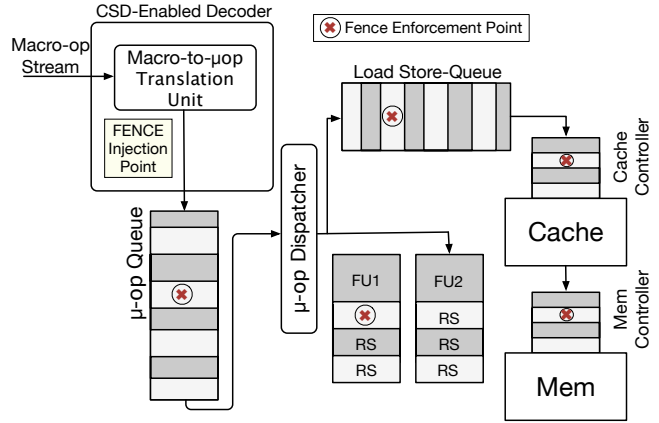 CSD-Enabled Decoder
Macro-op
Stream
Macro-to-μop
Translation
Unit
FENCE
Injection
Point
Fence Enforcement Point
Load Store-Queue
Cache
Controller
Cache
μ-op Queue
μ-op Dispatcher
FU1
RS
RS
FU2
RS
RS
RS
Mem
Controller
Mem